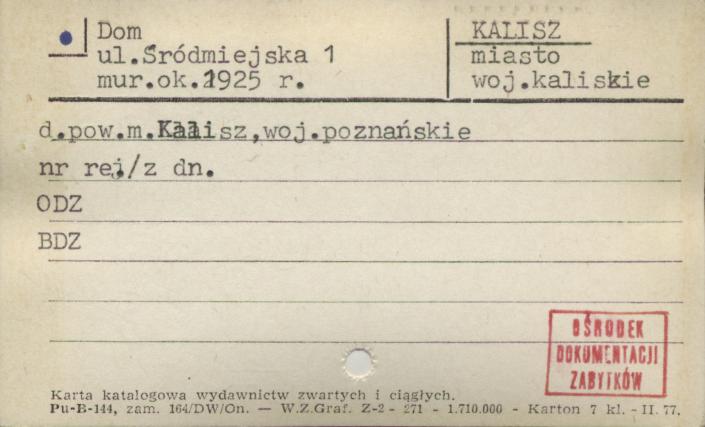 Dom
ul.Śródmiejska 1
mur.ok.1925 r.
KALISZ
miasto
woj.kaliskie
d.pow.m.Kalisz,woj.poznańskie
nr rej/z dn.
ODZ
BDZ
OŚRODEK
DOKUMENTACJI
ZABYTKÓW
Karta katalogowa wydawnictw zwartych i ciągłych.
Pu-B-144, zam. 164/DW/On. — W.Z.Graf. Z-2 - 271 - 1.710.000 - Karton 7 kl. - II. 77.